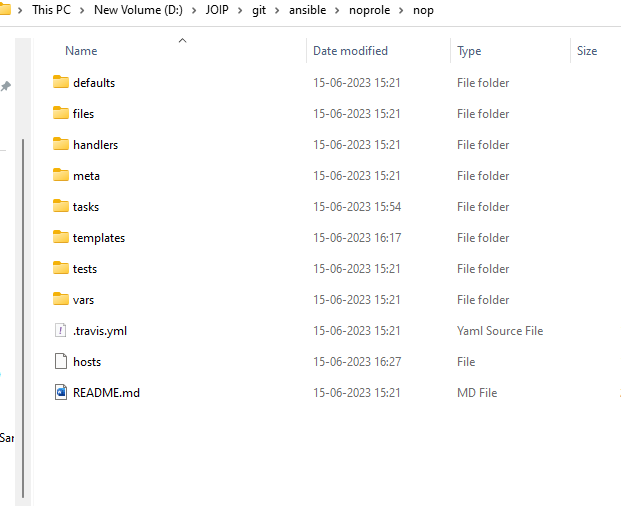 This PC > New Volume (D:) > JOIP > git > ansible > noprole > nop
Name Date modified Type Size
defaults 15-06-2023 15:21 File folder
files 15-06-2023 15:21 File folder
handlers 15-06-2023 15:21 File folder
meta 15-06-2023 15:21 File folder
tasks 15-06-2023 15:54 File folder
templates 15-06-2023 16:17 File folder
tests 15-06-2023 15:21 File folder
vars 15-06-2023 15:21 File folder
.travis.yml 15-06-2023 15:21 Yaml Source File
hosts 15-06-2023 16:27 File
README.md 15-06-2023 15:21 MD File
Sar